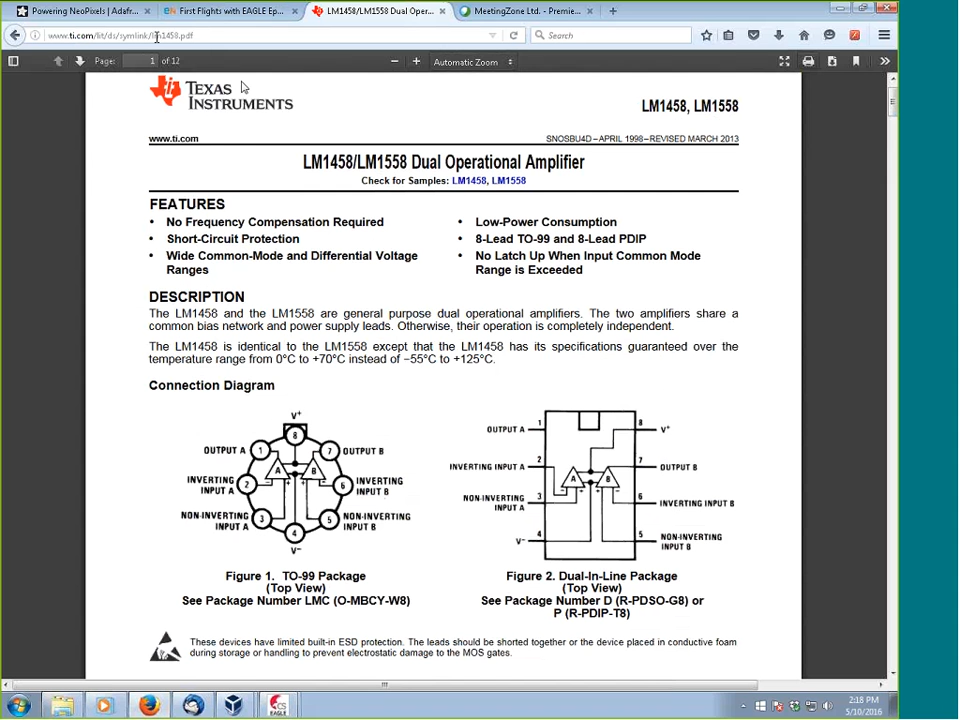 Powering NeoPixels | Adafr...
First Flights with EAGLE Ep...
LM1458/LM1558 Dual Oper...
MeetingZone Ltd. - Premie...
www.ti.com/lit/ds/symlink/lm1458.pdf
Search
Page: 1 of 12
Automatic Zoom
TEXAS
INSTRUMENTS
LM1458, LM1558
www.ti.com
SNOSBU4D – APRIL 1998 – REVISED MARCH 2013
LM1458/LM1558 Dual Operational Amplifier
Check for Samples: LM1458, LM1558
FEATURES
• No Frequency Compensation Required
• Short-Circuit Protection
• Wide Common-Mode and Differential Voltage
Ranges
• Low-Power Consumption
• 8-Lead TO-99 and 8-Lead PDIP
• No Latch Up When Input Common Mode
Range is Exceeded
DESCRIPTION
The LM1458 and the LM1558 are general purpose dual operational amplifiers. The two amplifiers share a
common bias network and power supply leads. Otherwise, their operation is completely independent.
The LM1458 is identical to the LM1558 except that the LM1458 has its specifications guaranteed over the
temperature range from 0°C to +70°C instead of −55°C to +125°C.
Connection Diagram
V+
8
OUTPUT A 1
7 OUTPUT B
A B
INVERTING
INPUT A 2
6 INVERTING
INPUT B
NON-INVERTING
INPUT A 3
5 NON-INVERTING
INPUT B
4
V−
Figure 1. TO-99 Package
(Top View)
See Package Number LMC (O-MBCY-W8)
OUTPUT A 1
8 V+
INVERTING INPUT A 2
7 OUTPUT B
A B
NON-INVERTING
INPUT A 3
6 INVERTING INPUT B
V− 4
5 NON-INVERTING
INPUT B
Figure 2. Dual-In-Line Package
(Top View)
See Package Number D (R-PDSO-G8) or
P (R-PDIP-T8)
These devices have limited built-in ESD protection. The leads should be shorted together or the device placed in conductive foam
during storage or handling to prevent electrostatic damage to the MOS gates.
CS
EAGLE
2:18 PM
5/10/2016